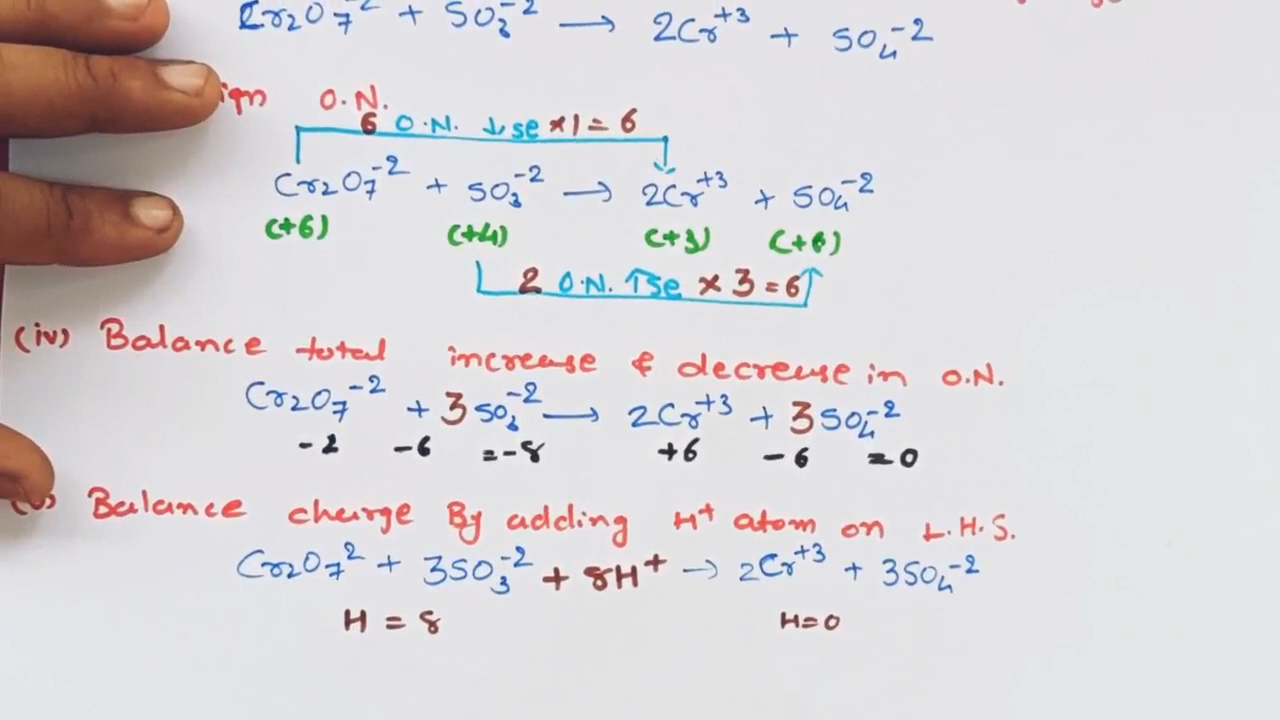 Cr2O7^-2 + SO3^-2 → 2Cr^+3 + SO4^-2
O.N.
6 O.N. ↓se ×1 = 6
Cr2O7^-2 + SO3^-2 → 2Cr^+3 + SO4^-2
(+6) (+4) (+3) (+6)
2 O.N. ↑se × 3 = 6
(iv) Balance total increase & decrease in O.N.
Cr2O7^-2 + 3SO3^-2 → 2Cr^+3 + 3SO4^-2
-2 -6 =-8 +6 -6 =0
Balance charge By adding H+ atom on L.H.S.
Cr2O7^2 + 3SO3^-2 + 8H+ → 2Cr^+3 + 3SO4^-2
H = 8 H=0